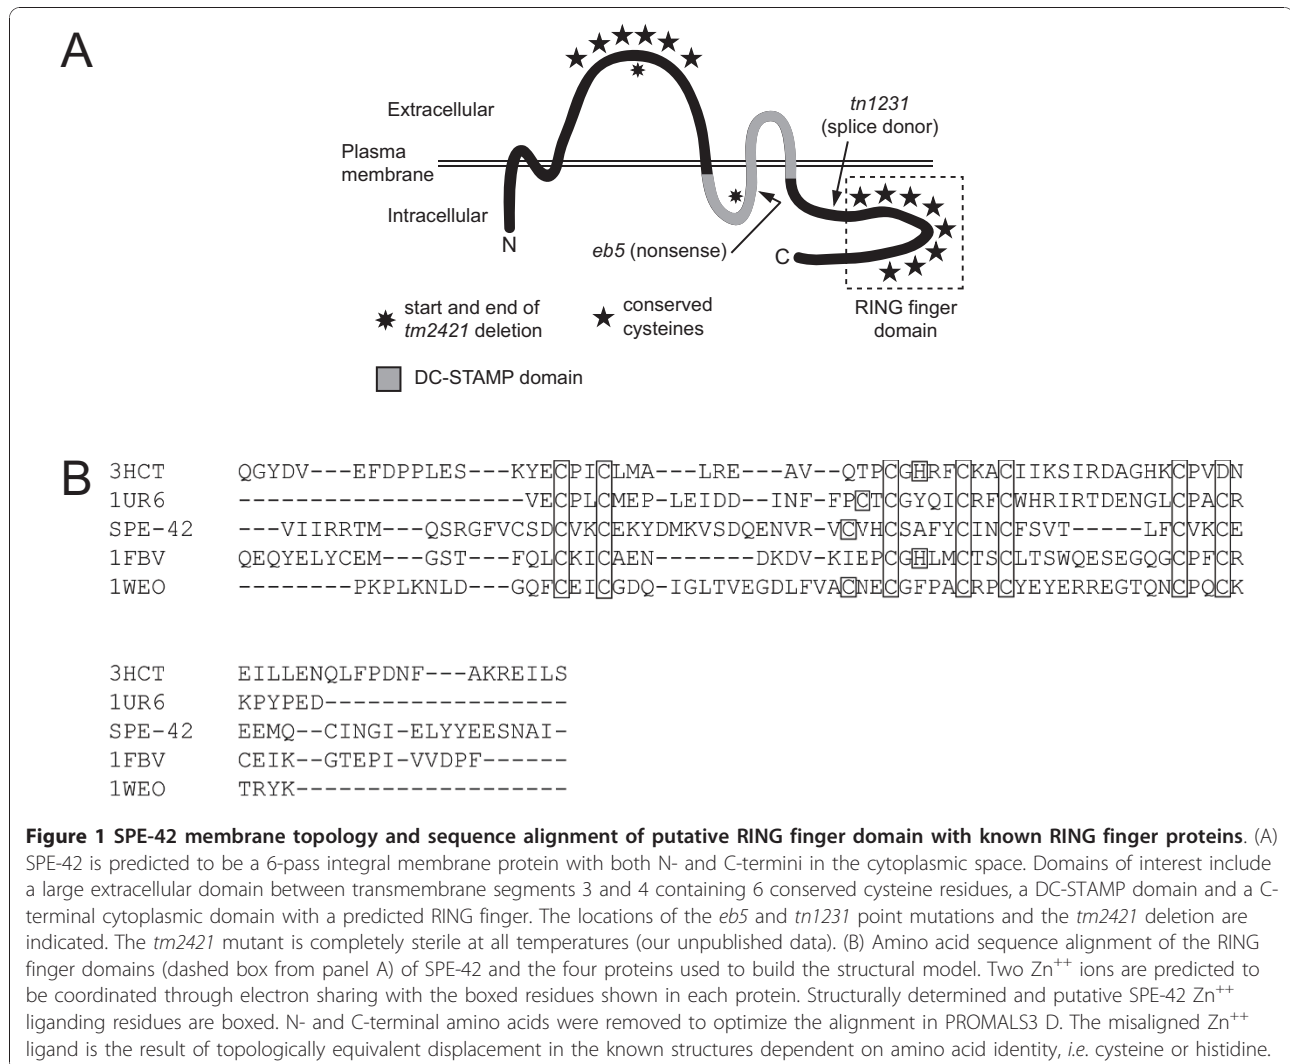 A
Extracellular
Plasma
membrane
Intracellular
N
tn1231
(splice donor)
eb5 (nonsense)
C
RING finger
domain
start and end of
tm2421 deletion
conserved
cysteines
DC-STAMP domain
B
3HCT QGYDV---EFDPPLES---KYECPICLMA---LRE---AV--QTPCGHRFCKACIIKSIRDAGHKCPVDN
1UR6 --------------------VECPLCMEP-LEIDD--INF-FPCTCGYQICRFCWHRIRTDENGLCPACR
SPE-42 ---VIIRRTM---QSRGFVCSDCVKCEKYDMKVSDQENVR-VCVHCSAFYCINCFSVT-----LFCVKCE
1FBV QEQYELYCEM---GST---FQLCKICAEN-------DKDV-KIEPCGHLMCTSCLTSWQESEGQGCPFCR
1WEO --------PKPLKNLD---GQFCEICGDQ-IGLTVEGDLFVACNECGFPACRPCYEYERREGTQNCPQCK
3HCT EILLENQLFPDNF---AKREILS
1UR6 KPYPED-----------------
SPE-42 EEMQ--CINGI-ELYYEESNAI-
1FBV CEIK--GTEPI-VVDPF------
1WEO TRYK-------------------
Figure 1 SPE-42 membrane topology and sequence alignment of putative RING finger domain with known RING finger proteins. (A)
SPE-42 is predicted to be a 6-pass integral membrane protein with both N- and C-termini in the cytoplasmic space. Domains of interest include
a large extracellular domain between transmembrane segments 3 and 4 containing 6 conserved cysteine residues, a DC-STAMP domain and a C-
terminal cytoplasmic domain with a predicted RING finger. The locations of the eb5 and tn1231 point mutations and the tm2421 deletion are
indicated. The tm2421 mutant is completely sterile at all temperatures (our unpublished data). (B) Amino acid sequence alignment of the RING
finger domains (dashed box from panel A) of SPE-42 and the four proteins used to build the structural model. Two Zn++ ions are predicted to
be coordinated through electron sharing with the boxed residues shown in each protein. Structurally determined and putative SPE-42 Zn++
liganding residues are boxed. N- and C-terminal amino acids were removed to optimize the alignment in PROMALS3 D. The misaligned Zn++
ligand is the result of topologically equivalent displacement in the known structures dependent on amino acid identity, i.e. cysteine or histidine.